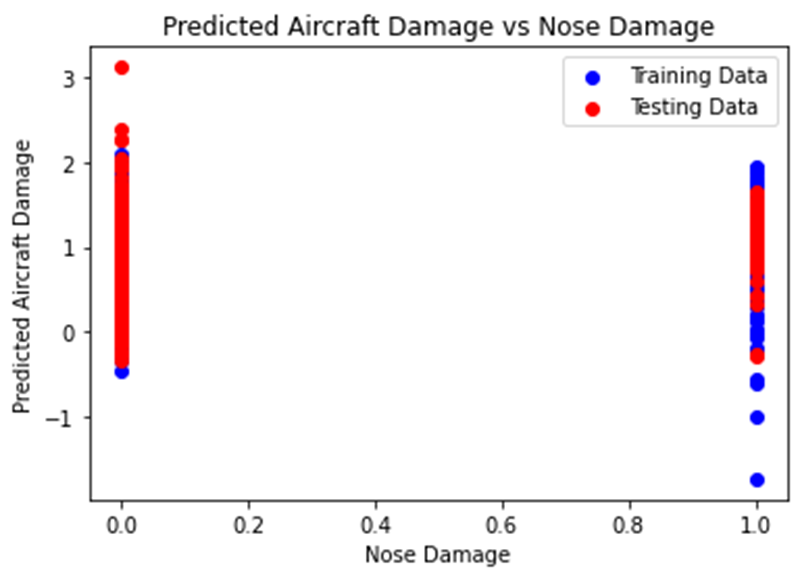 Predicted Aircraft Damage vs Nose Damage
Training Data
Testing Data
Predicted Aircraft Damage
3
2
1
0
−1
0.0 0.2 0.4 0.6 0.8 1.0
Nose Damage